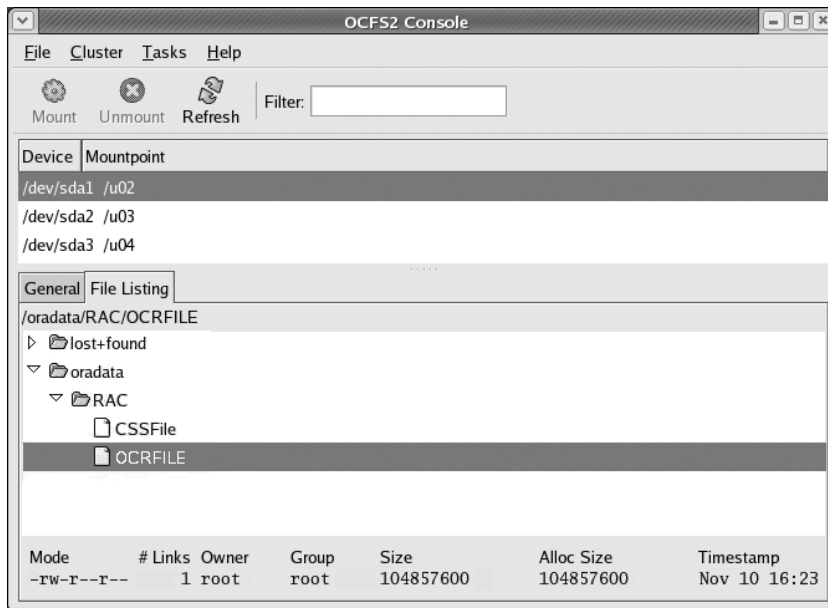 OCFS2 Console
File Cluster Tasks Help
Mount Unmount Refresh Filter:
Device Mountpoint
/dev/sda1 /u02
/dev/sda2 /u03
/dev/sda3 /u04
General File Listing
/oradata/RAC/OCRFILE
lost+found
oradata
RAC
CSSFile
OCRFILE
Mode # Links Owner Group Size Alloc Size Timestamp
-rw-r--r-- 1 root root 104857600 104857600 Nov 10 16:23